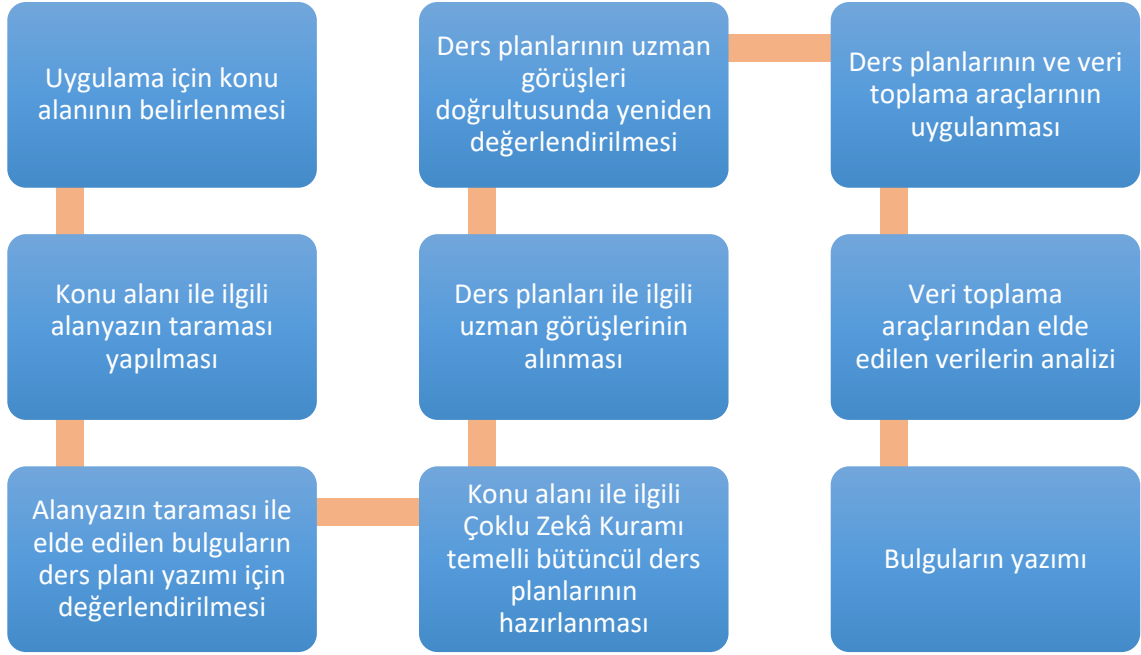 Uygulama için konu
alanının belirlenmesi
Konu alanı ile ilgili
alanyazın taraması
yapılması
Alanyazın taraması ile
elde edilen bulguların
ders planı yazımı için
değerlendirilmesi
Konu alanı ile ilgili
Çoklu Zekâ Kuramı
temelli bütüncül ders
planlarının
hazırlanması
Ders planları ile ilgili
uzman görüşlerinin
alınması
Ders planlarının uzman
görüşleri
doğrultusunda yeniden
değerlendirilmesi
Ders planlarının ve veri
toplama araçlarının
uygulanması
Veri toplama
araçlarından elde
edilen verilerin analizi
Bulguların yazımı